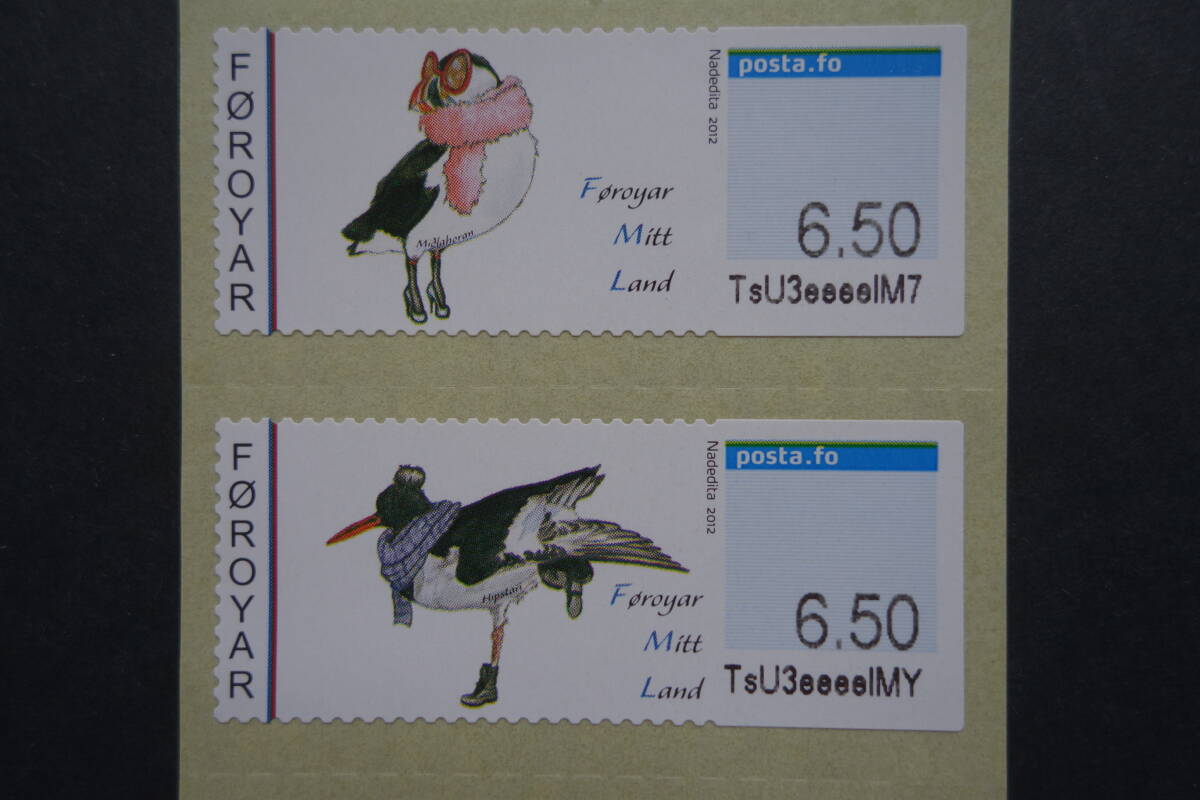 FØROYAR
Miðlaheran
Føroyar
Mitt
Land
Nadedita 2012
posta.fo
6.50
TsU3eeeeIM7
FØROYAR
Hipstari
Føroyar
Mitt
Land
Nadedita 2012
posta.fo
6.50
TsU3eeeeIMY